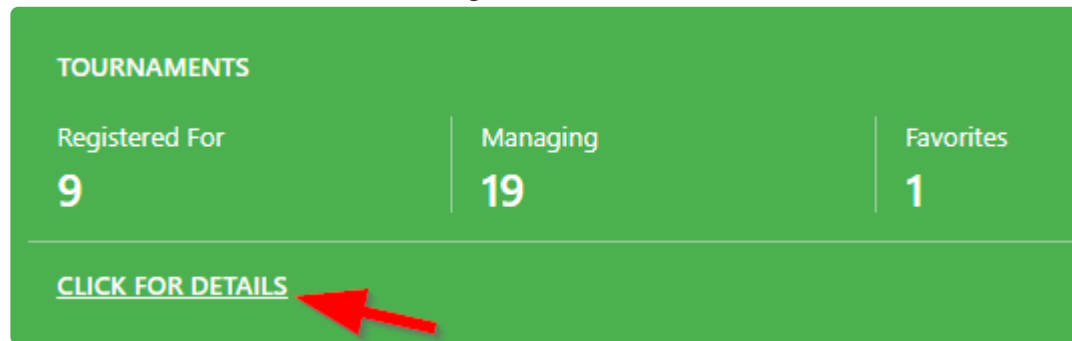 TOURNAMENTS
Registered For Managing Favorites
9 19 1
CLICK FOR DETAILS